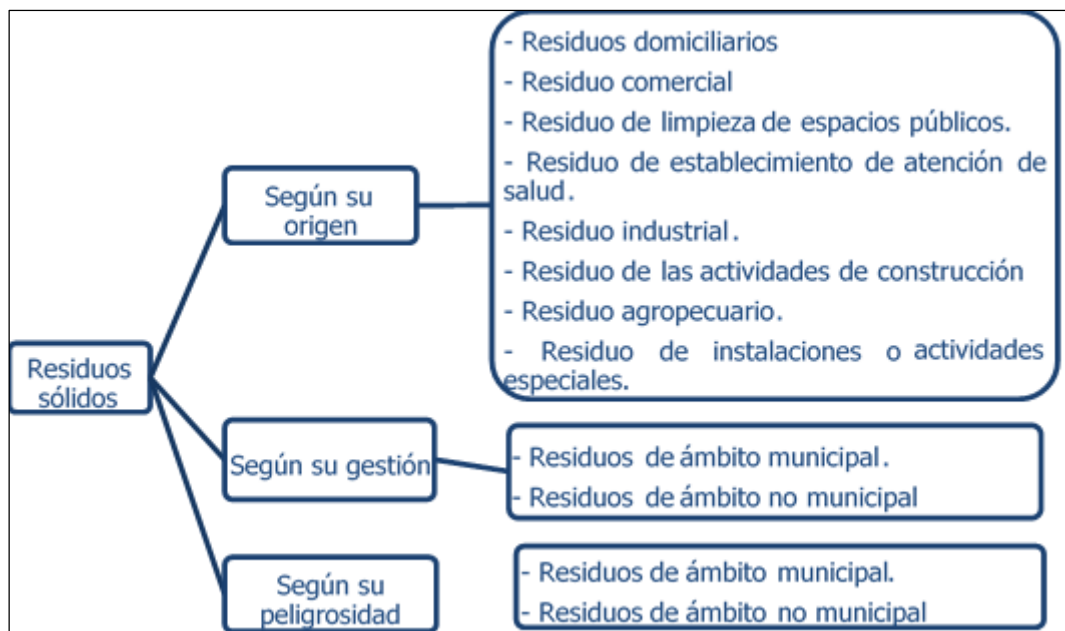 Residuos
sólidos
Según su
origen
- Residuos domiciliarios
- Residuo comercial
- Residuo de limpieza de espacios públicos.
- Residuo de establecimiento de atención de
salud.
- Residuo industrial.
- Residuo de las actividades de construcción
- Residuo agropecuario.
- Residuo de instalaciones o actividades
especiales.
Según su gestión
- Residuos de ámbito municipal.
- Residuos de ámbito no municipal
Según su
peligrosidad
- Residuos de ámbito municipal.
- Residuos de ámbito no municipal